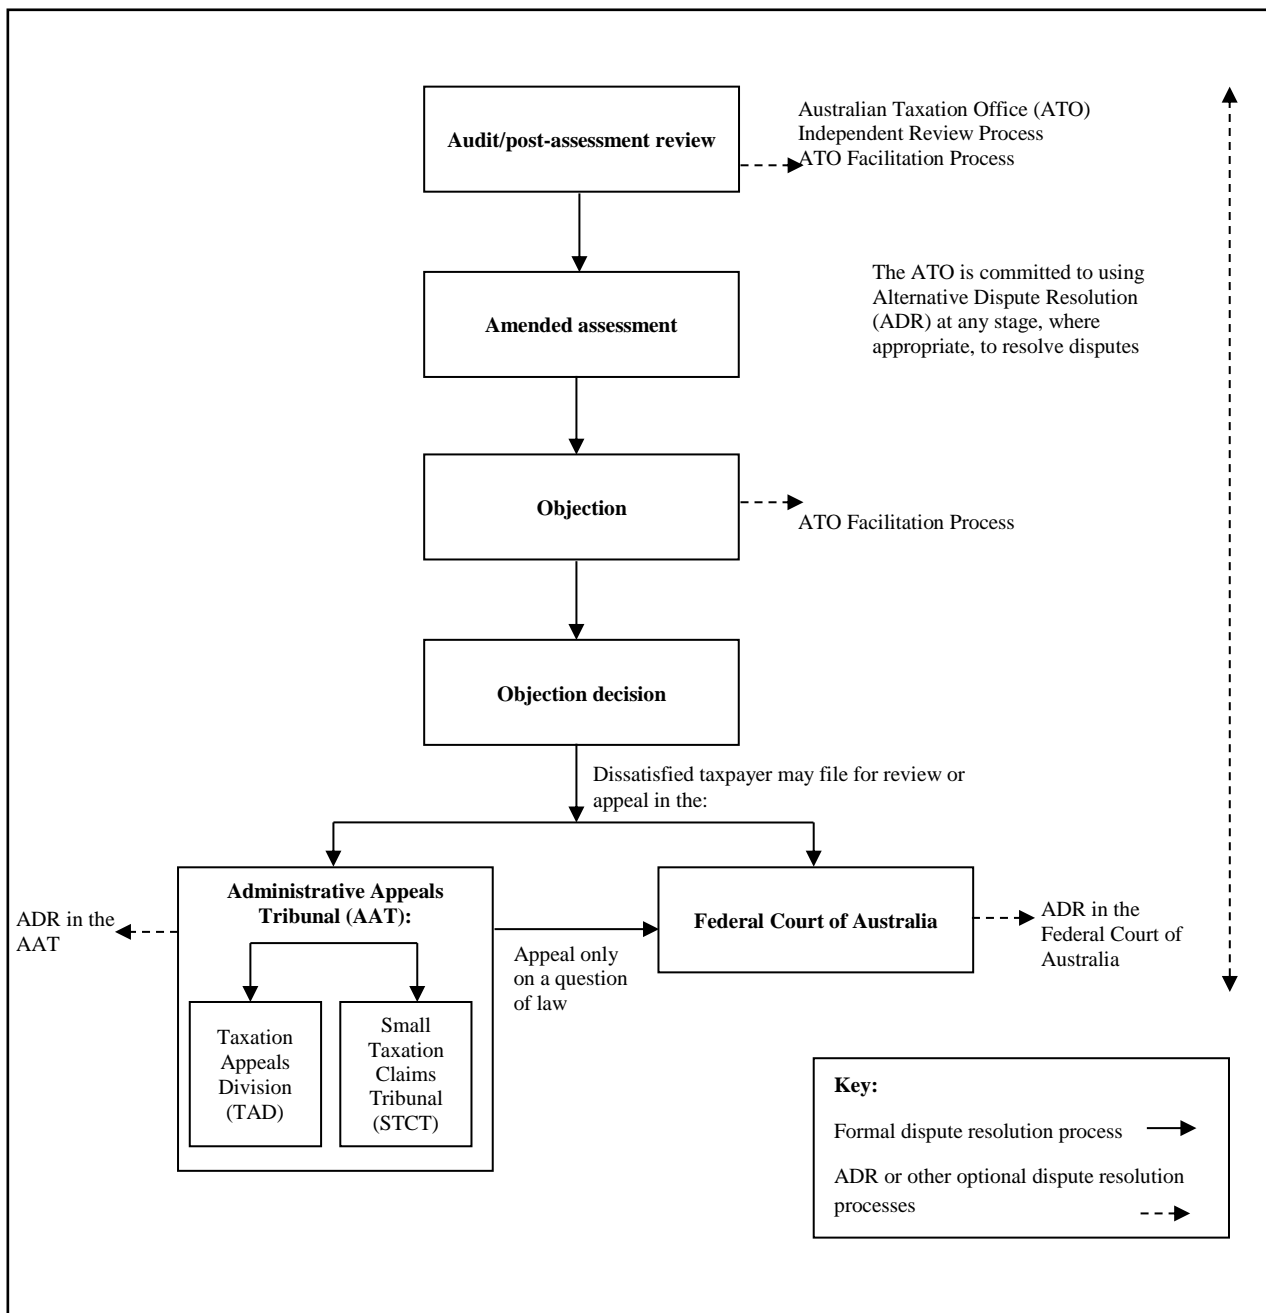 Audit/post-assessment review
Australian Taxation Office (ATO)
Independent Review Process
ATO Facilitation Process
The ATO is committed to using
Alternative Dispute Resolution
(ADR) at any stage, where
appropriate, to resolve disputes
Amended assessment
Objection
ATO Facilitation Process
Objection decision
Dissatisfied taxpayer may file for review or
appeal in the:
ADR in the
AAT
Administrative Appeals
Tribunal (AAT):
Taxation
Appeals
Division
(TAD)
Small
Taxation
Claims
Tribunal
(STCT)
Appeal only
on a question
of law
Federal Court of Australia
ADR in the
Federal Court of
Australia
Key:
Formal dispute resolution process
ADR or other optional dispute resolution
processes